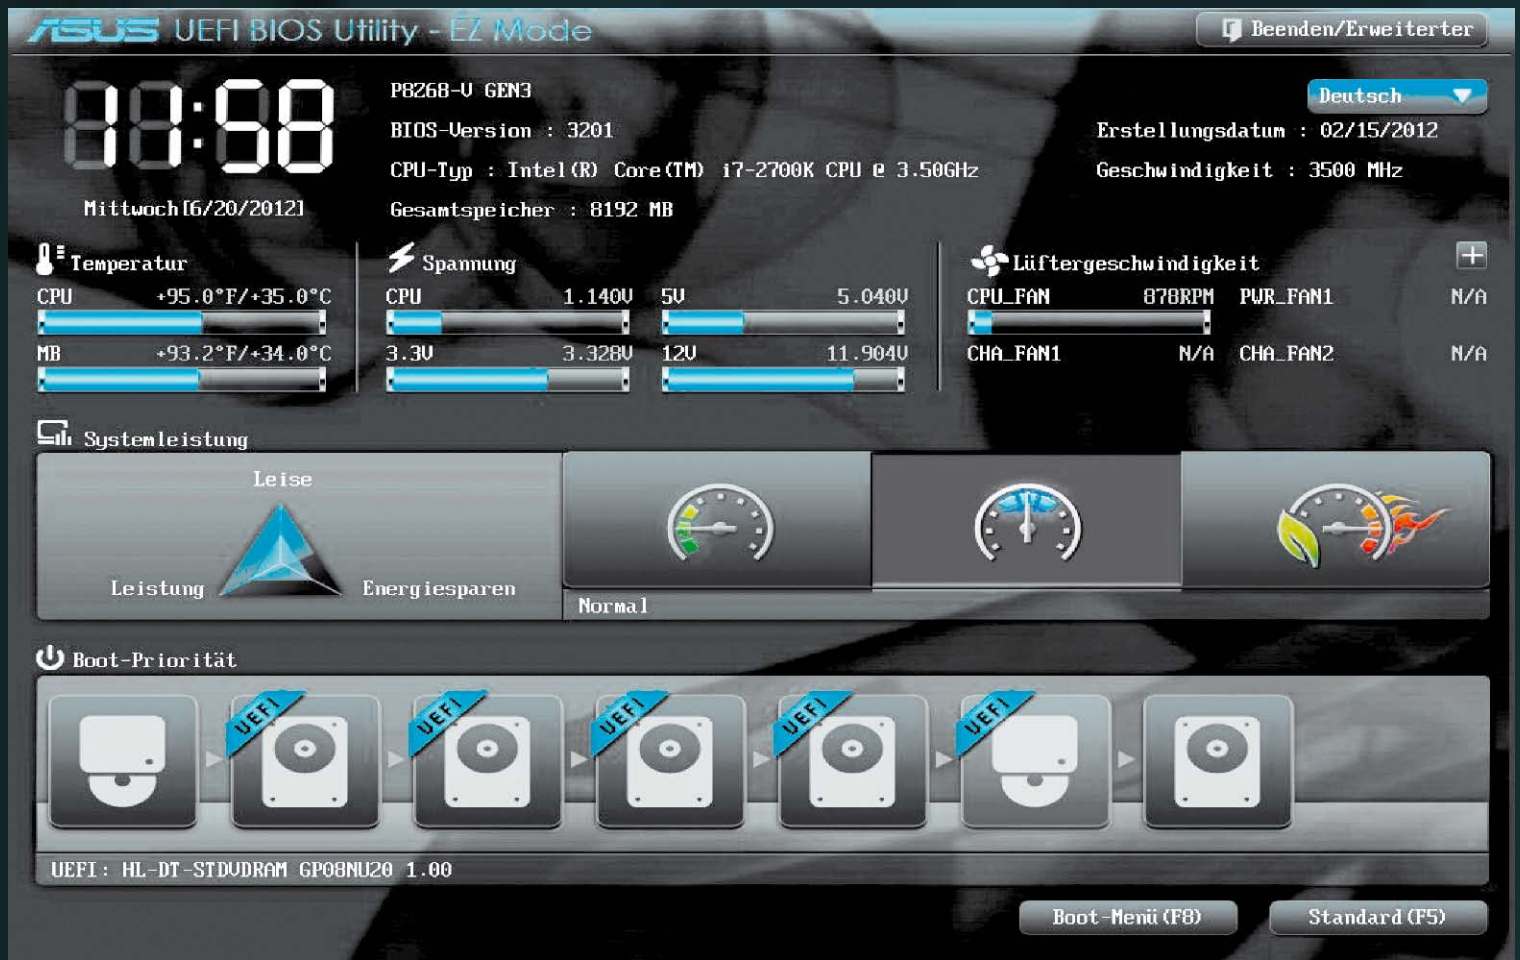 ASUS UEFI BIOS Utility - EZ Mode
Beenden/Erweiterter
11:58
Mittwoch[6/20/2012]
P8Z68-V GEN3
Deutsch
BIOS-Version : 3201
Erstellungsdatum : 02/15/2012
CPU-Typ : Intel(R) Core(TM) i7-2700K CPU @ 3.50GHz
Geschwindigkeit : 3500 MHz
Gesamtspeicher : 8192 MB
Temperatur
CPU +95.0°F/+35.0°C
MB +93.2°F/+34.0°C
Spannung
CPU 1.140V 5V 5.040V
3.3V 3.328V 12V 11.904V
Lüftergeschwindigkeit
CPU_FAN 878RPM PWR_FAN1 N/A
CHA_FAN1 N/A CHA_FAN2 N/A
Systemleistung
Leise
Leistung
Energiesparen
Normal
Boot-Priorität
UEFI
UEFI
UEFI
UEFI
UEFI
UEFI: HL-DT-STDVDRAM GP08NU20 1.00
Boot-Menü(F8)
Standard(F5)